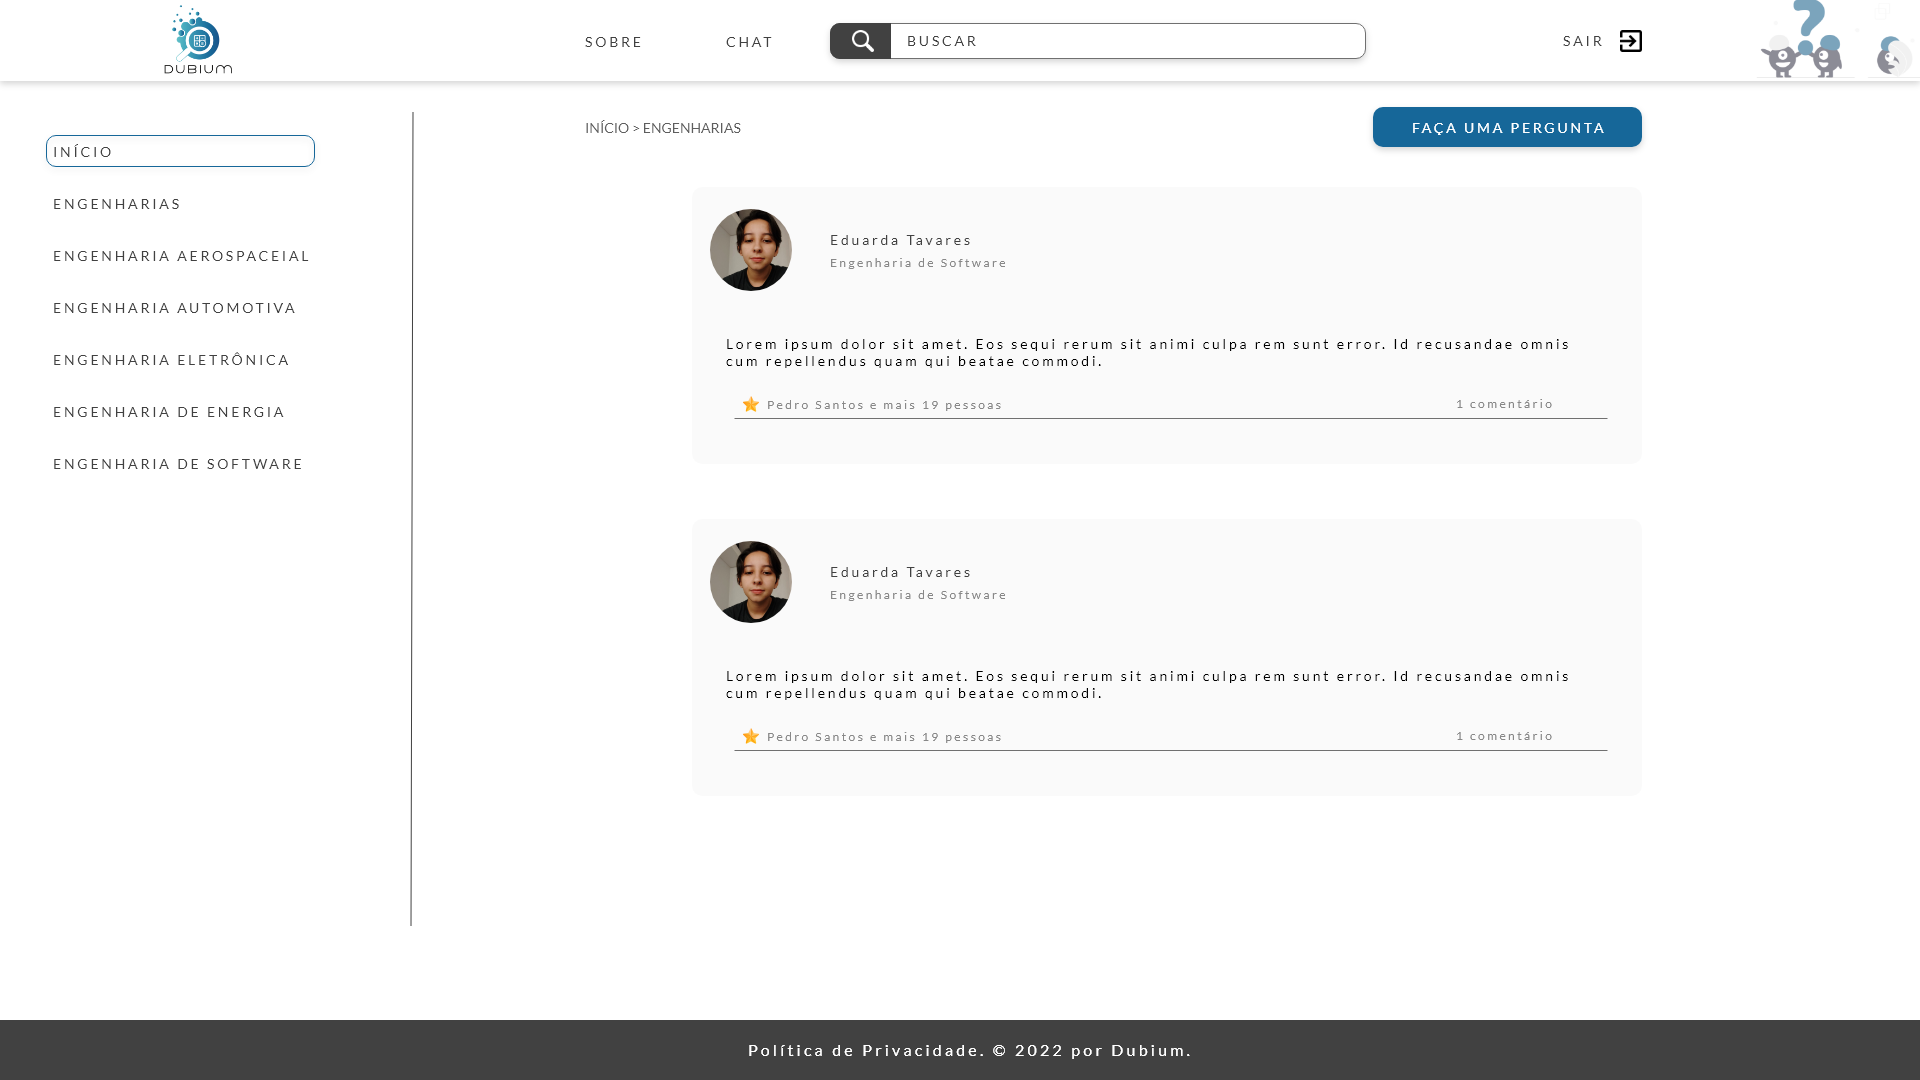 DUBIUM
SOBRE
CHAT
BUSCAR
SAIR
?
INÍCIO
ENGENHARIAS
ENGENHARIA AEROSPACEIAL
ENGENHARIA AUTOMOTIVA
ENGENHARIA ELETRÔNICA
ENGENHARIA DE ENERGIA
ENGENHARIA DE SOFTWARE
INÍCIO > ENGENHARIAS
FAÇA UMA PERGUNTA
Eduarda Tavares
Engenharia de Software
Lorem ipsum dolor sit amet. Eos sequi rerum sit animi culpa rem sunt error. Id recusandae omnis
cum repellendus quam qui beatae commodi.
Pedro Santos e mais 19 pessoas
1 comentário
Eduarda Tavares
Engenharia de Software
Lorem ipsum dolor sit amet. Eos sequi rerum sit animi culpa rem sunt error. Id recusandae omnis
cum repellendus quam qui beatae commodi.
Pedro Santos e mais 19 pessoas
1 comentário
Política de Privacidade. © 2022 por Dubium.